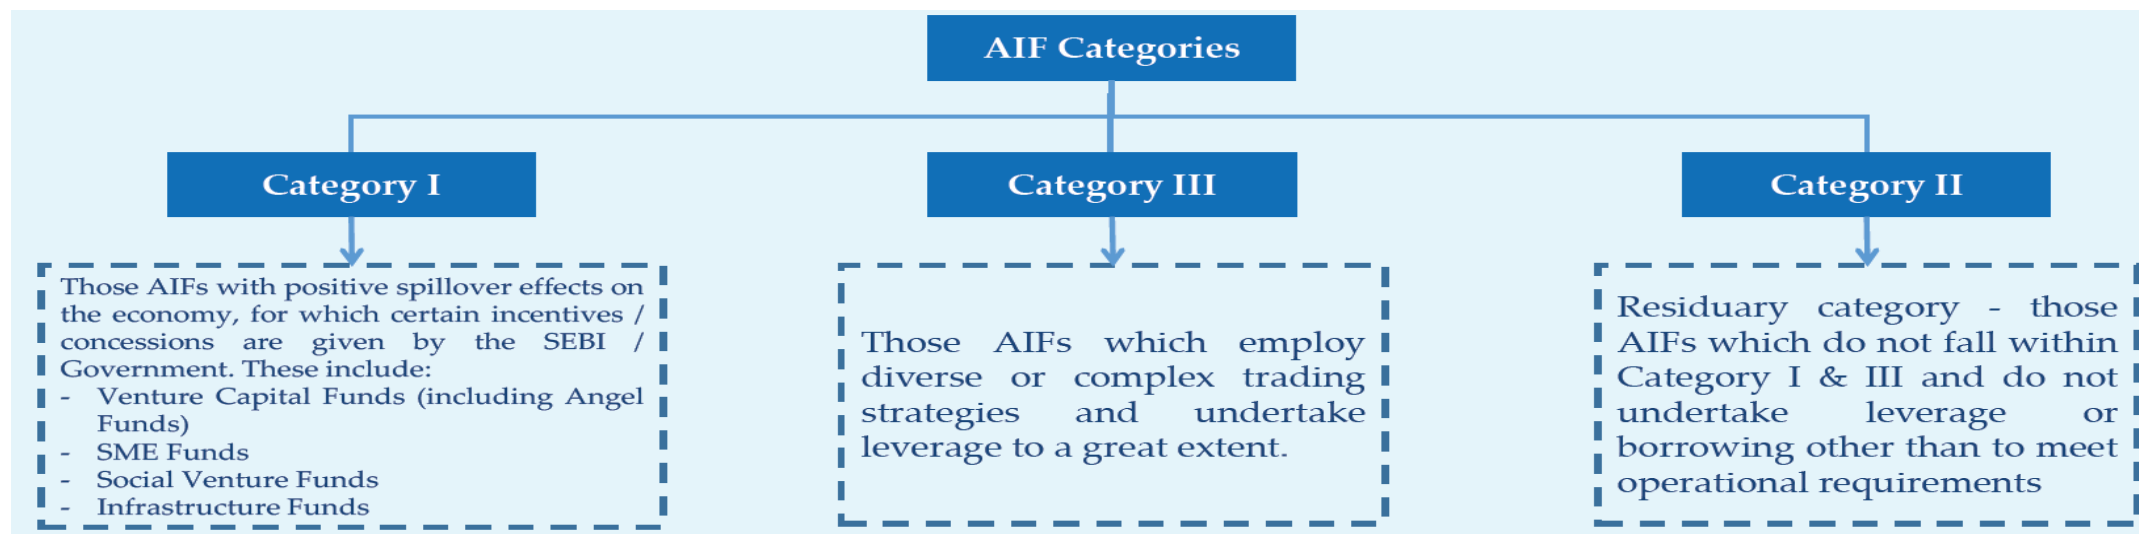 AIF Categories
Category I
Category III
Category II
Those AIFs with positive spillover effects on
the economy, for which certain incentives /
concessions are given by the SEBI /
Government. These include:
- Venture Capital Funds (including Angel
Funds)
- SME Funds
- Social Venture Funds
- Infrastructure Funds
Those AIFs which employ
diverse or complex trading
strategies and undertake
leverage to a great extent.
Residuary category - those
AIFs which do not fall within
Category I & III and do not
undertake leverage or
borrowing other than to meet
operational requirements